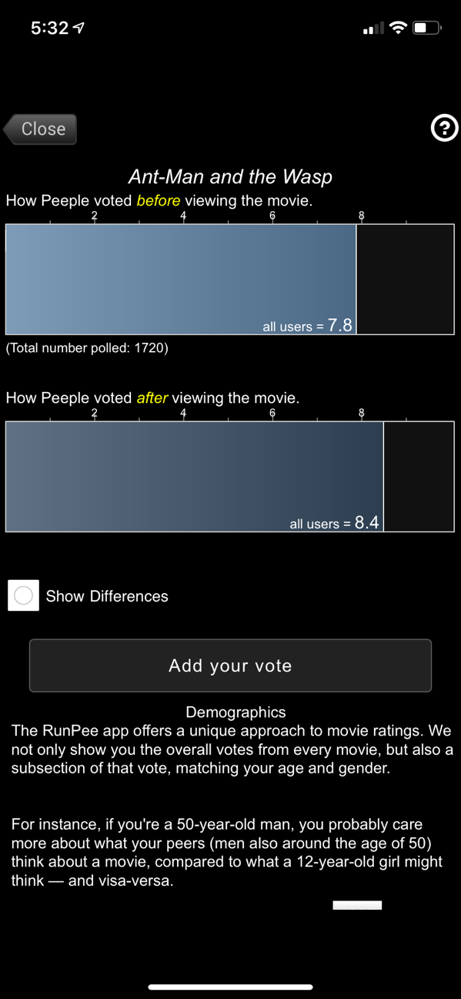 5:32
Close
?
Ant-Man and the Wasp
How Peeple voted before viewing the movie.
2 4 6 8
all users = 7.8
(Total number polled: 1720)
How Peeple voted after viewing the movie.
2 4 6 8
all users = 8.4
Show Differences
Add your vote
Demographics
The RunPee app offers a unique approach to movie ratings. We
not only show you the overall votes from every movie, but also a
subsection of that vote, matching your age and gender.
For instance, if you're a 50-year-old man, you probably care
more about what your peers (men also around the age of 50)
think about a movie, compared to what a 12-year-old girl might
think — and visa-versa.